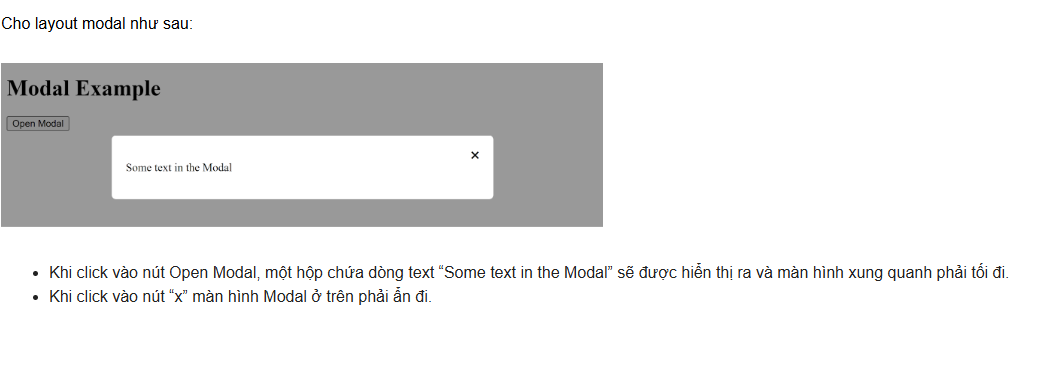 Cho layout modal như sau:
Modal Example
Open Modal
×
Some text in the Modal
Khi click vào nút Open Modal, một hộp chứa dòng text “Some text in the Modal” sẽ được hiển thị ra và màn hình xung quanh phải tối đi.
Khi click vào nút “x” màn hình Modal ở trên phải ẩn đi.